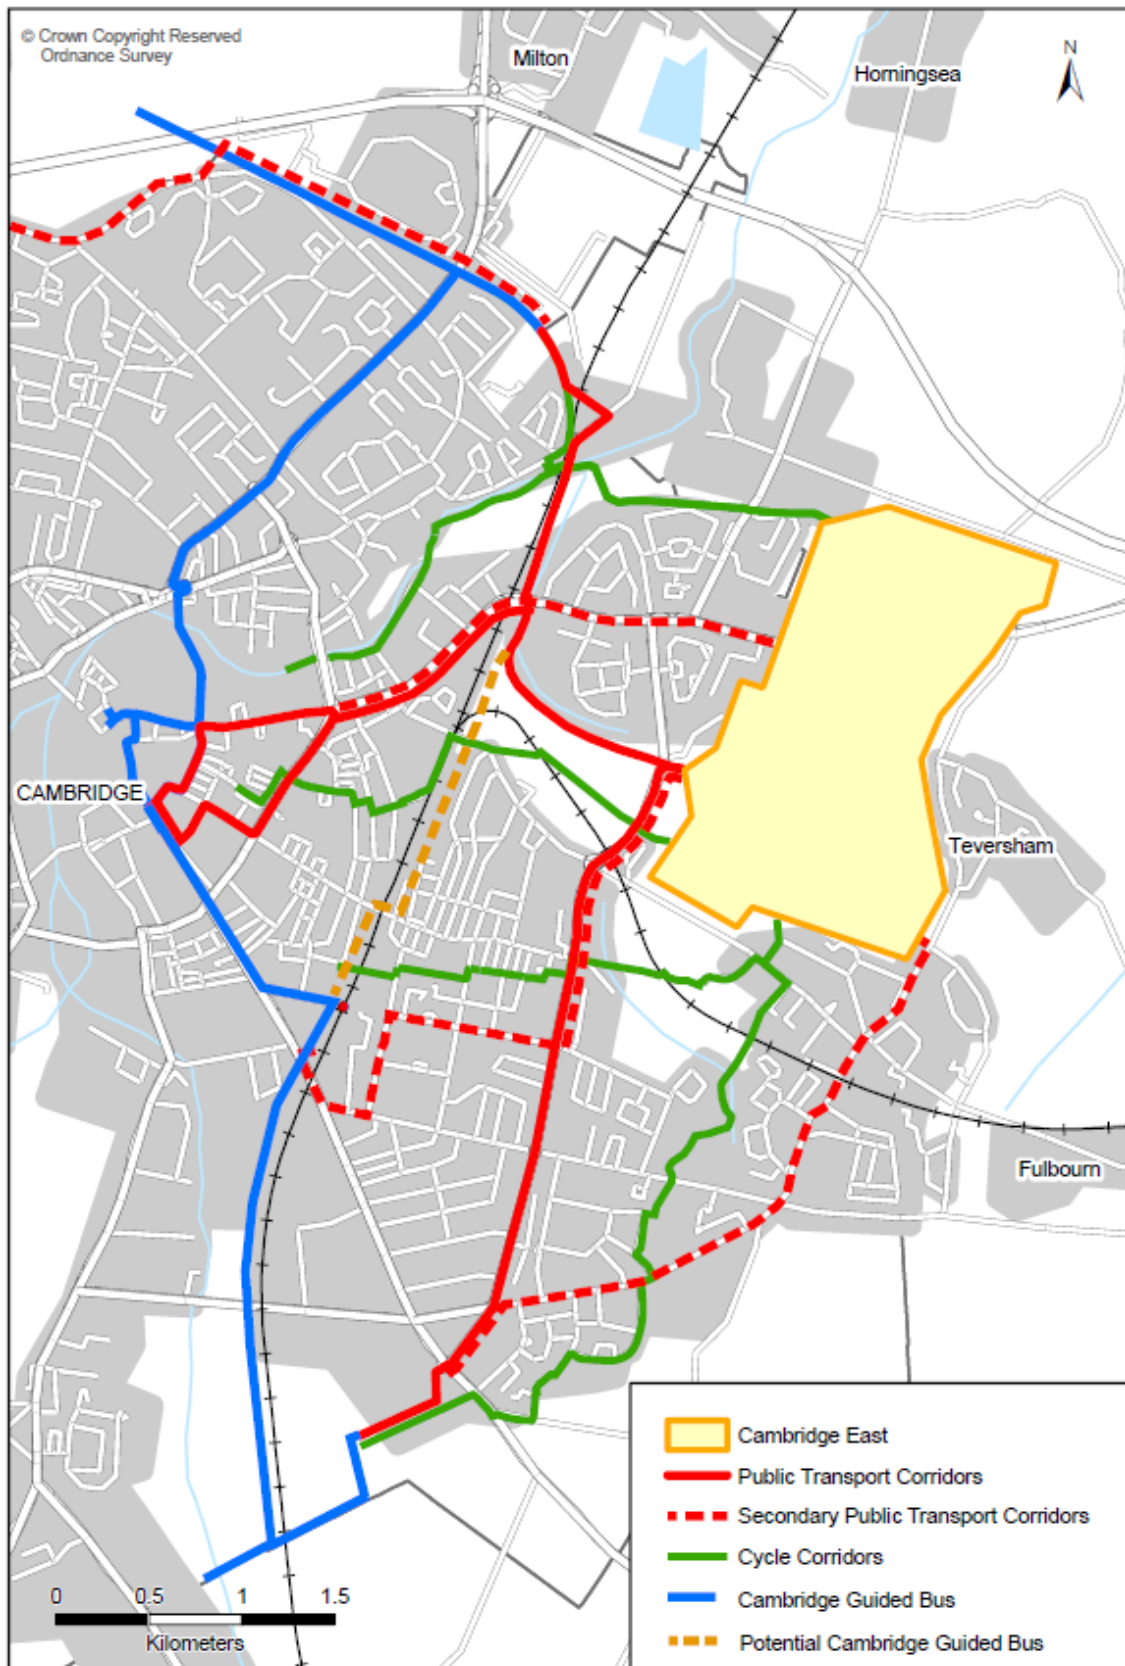 © Crown Copyright Reserved
Ordnance Survey
Milton
Horningsea
N
CAMBRIDGE
Teversham
Fulbourn
Cambridge East
Public Transport Corridors
Secondary Public Transport Corridors
Cycle Corridors
Cambridge Guided Bus
Potential Cambridge Guided Bus
0 0.5 1 1.5
Kilometers